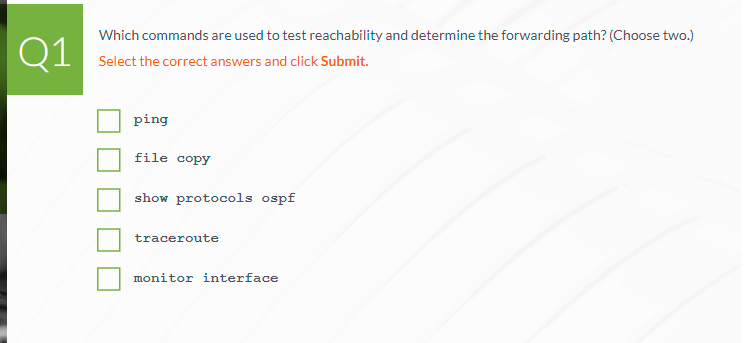 Q1
Which commands are used to test reachability and determine the forwarding path? (Choose two.)
Select the correct answers and click Submit.
ping
file copy
show protocols ospf
traceroute
monitor interface